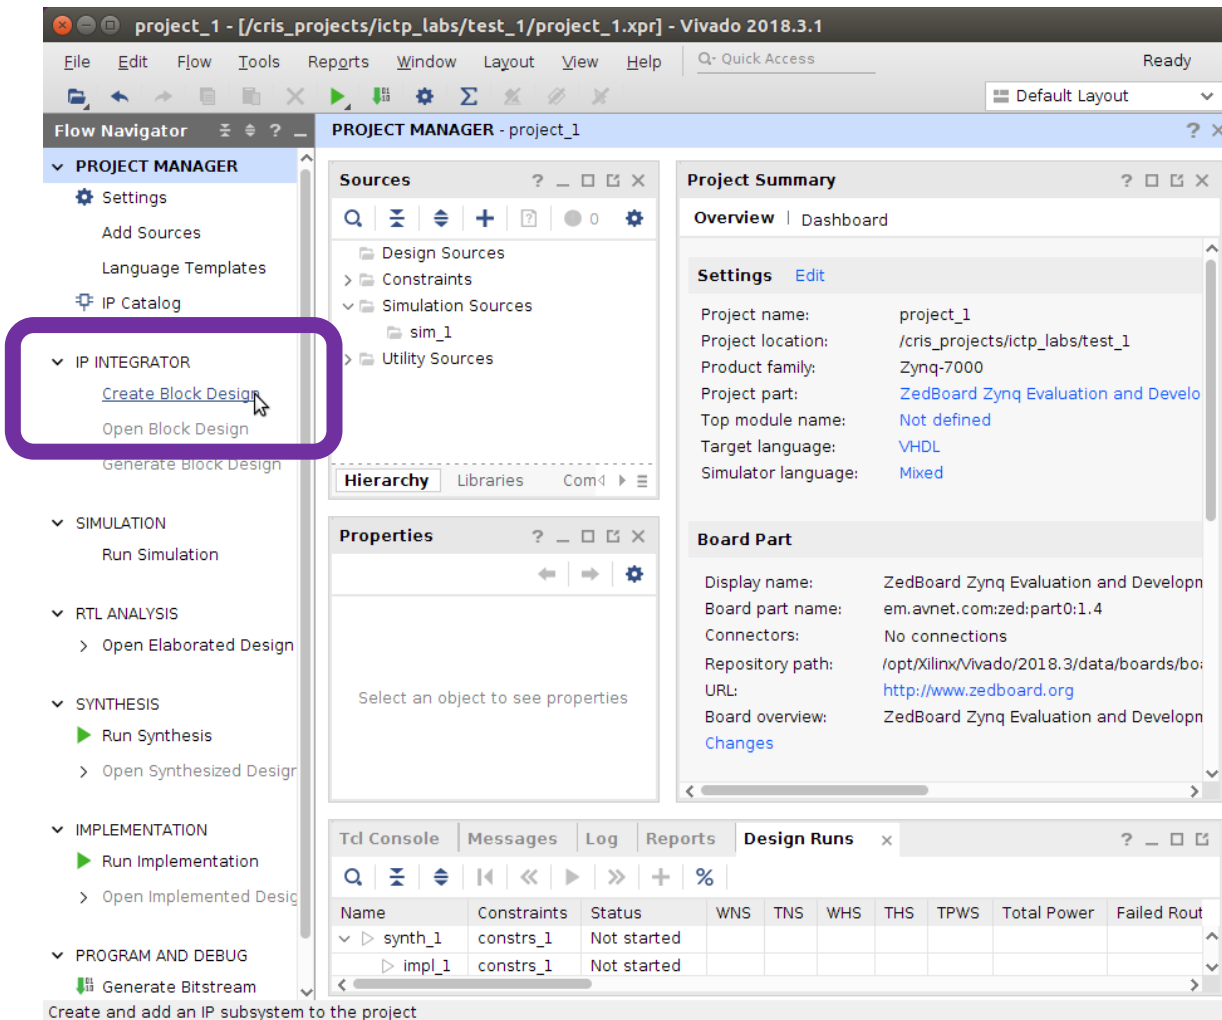 project_1 - [/cris_projects/ictp_labs/test_1/project_1.xpr] - Vivado 2018.3.1
File Edit Flow Tools Reports Window Layout View Help Q- Quick Access Ready
Default Layout
Flow Navigator
PROJECT MANAGER
Settings
Add Sources
Language Templates
IP Catalog
IP INTEGRATOR
Create Block Design
Open Block Design
Generate Block Design
SIMULATION
Run Simulation
RTL ANALYSIS
Open Elaborated Design
SYNTHESIS
Run Synthesis
Open Synthesized Desigr
IMPLEMENTATION
Run Implementation
Open Implemented Desig
PROGRAM AND DEBUG
Generate Bitstream
PROJECT MANAGER - project_1
Sources
0
Design Sources
Constraints
Simulation Sources
sim_1
Utility Sources
Hierarchy Libraries Com
Properties
Select an object to see properties
Project Summary
Overview | Dashboard
Settings Edit
Project name: project_1
Project location: /cris_projects/ictp_labs/test_1
Product family: Zynq-7000
Project part: ZedBoard Zynq Evaluation and Develo
Top module name: Not defined
Target language: VHDL
Simulator language: Mixed
Board Part
Display name: ZedBoard Zynq Evaluation and Developn
Board part name: em.avnet.com:zed:part0:1.4
Connectors: No connections
Repository path: /opt/Xilinx/Vivado/2018.3/data/boards/boa
URL: http://www.zedboard.org
Board overview: ZedBoard Zynq Evaluation and Developn
Changes
Tcl Console Messages Log Reports Design Runs
Name Constraints Status WNS TNS WHS THS TPWS Total Power Failed Rout
synth_1 constrs_1 Not started
impl_1 constrs_1 Not started
Create and add an IP subsystem to the project